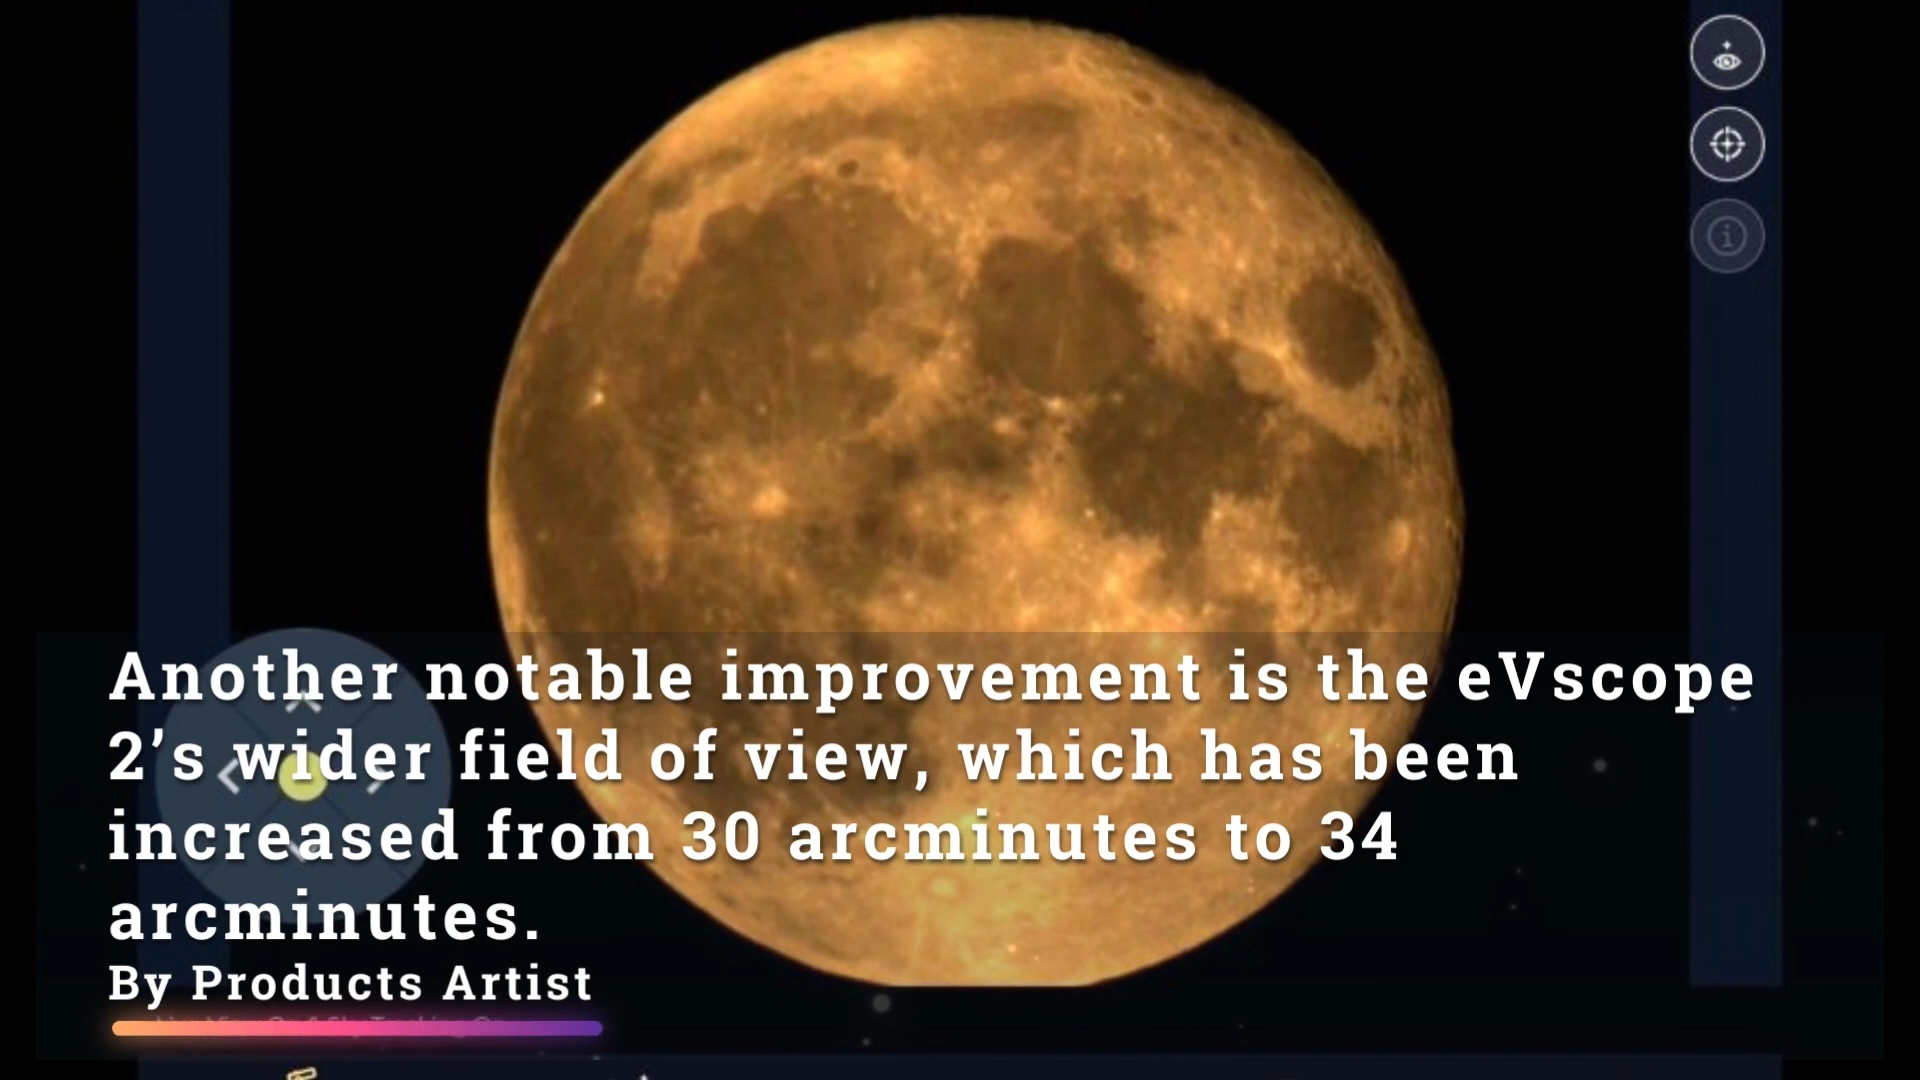 Another notable improvement is the eVscope
2’s wider field of view, which has been
increased from 30 arcminutes to 34
arcminutes.
By Products Artist